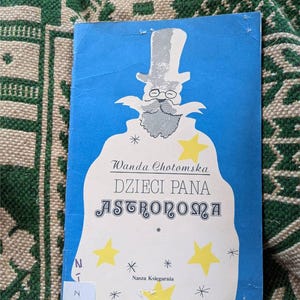 Wanda Chotomska
DZIECI PANA
ASTRONOMA
Nasza Księgarnia
N